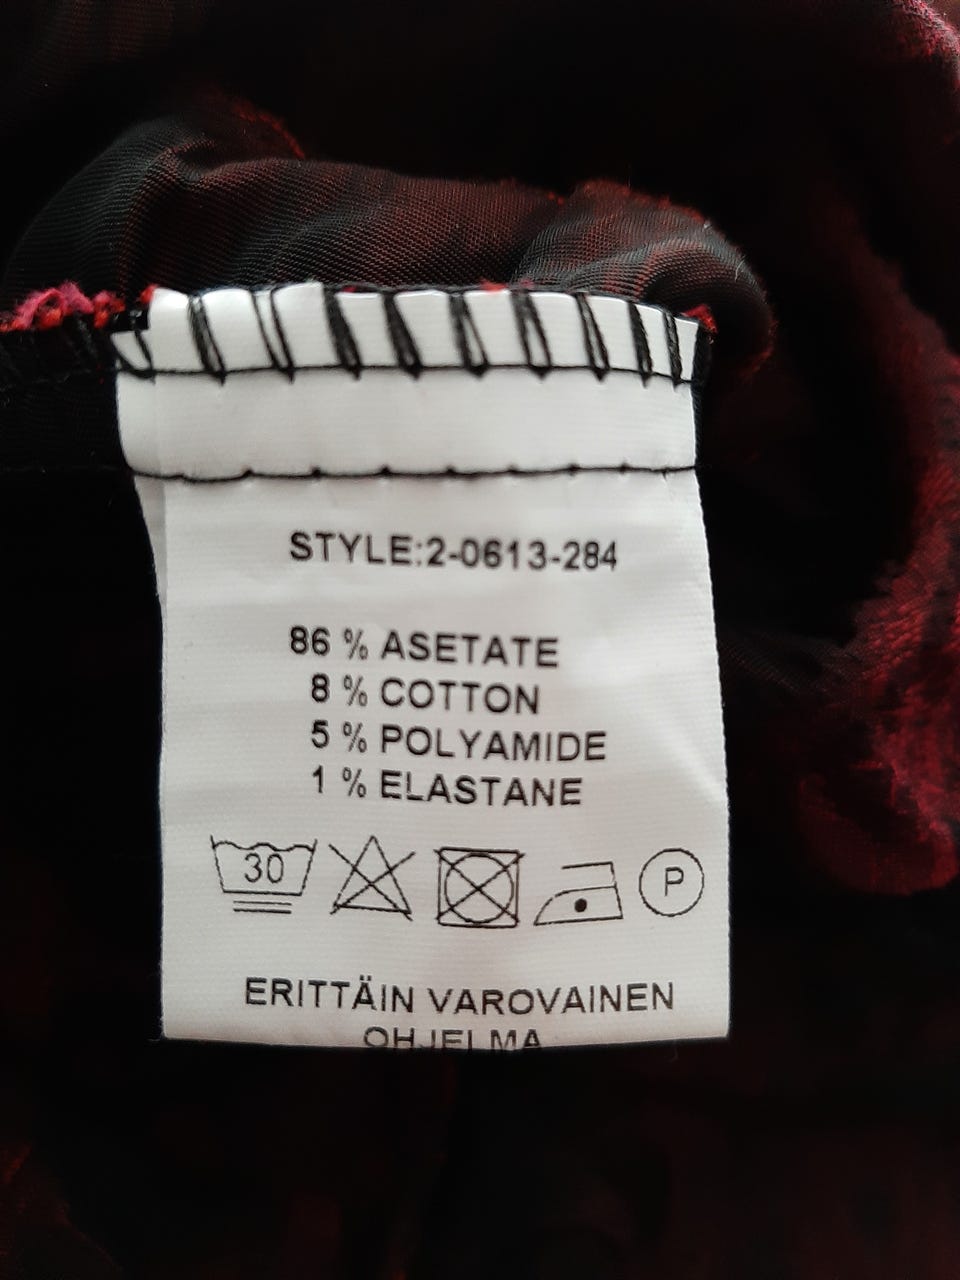 STYLE:2-0613-284
86 % ASETATE
8 % COTTON
5 % POLYAMIDE
1 % ELASTANE
30 P
ERITTÄIN VAROVAINEN
OHJELMA